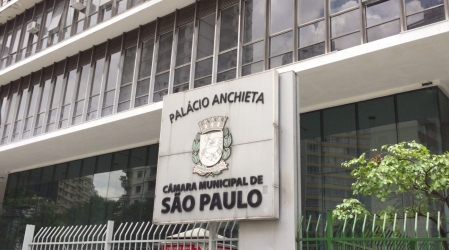 PALÁCIO ANCHIETA
CÂMARA MUNICIPAL DE
SÃO PAULO